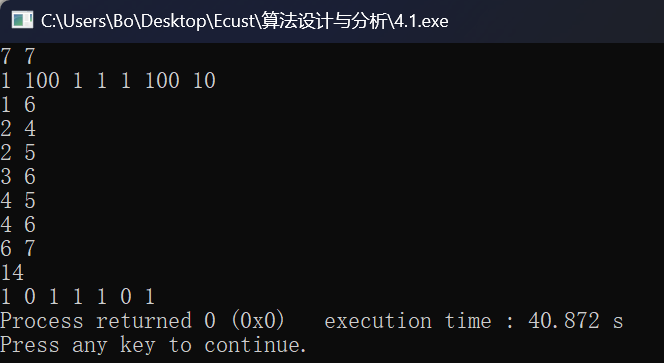 C:\Users\Bo\Desktop\Ecust\算法设计与分析\4.1.exe
7 7
1 100 1 1 1 100 10
1 6
2 4
2 5
3 6
4 5
4 6
6 7
14
1 0 1 1 1 0 1
Process returned 0 (0x0)   execution time : 40.872 s
Press any key to continue.